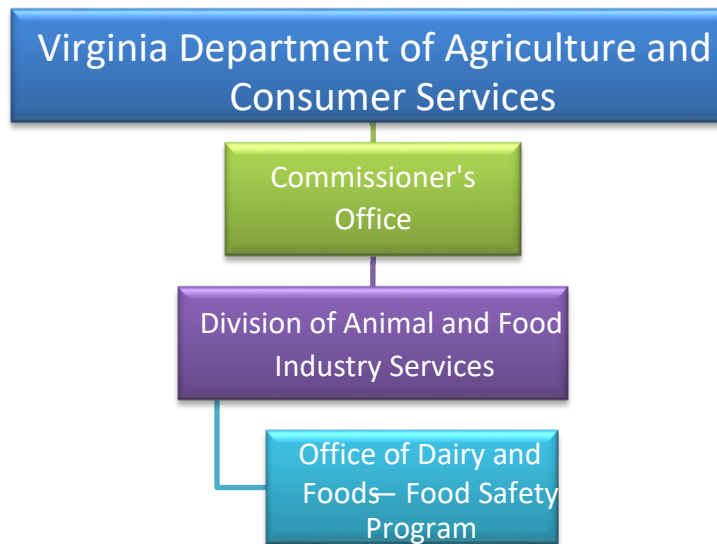 Virginia Department of Agriculture and
Consumer Services
Commissioner's
Office
Division of Animal and Food
Industry Services
Office of Dairy and
Foods– Food Safety
Program